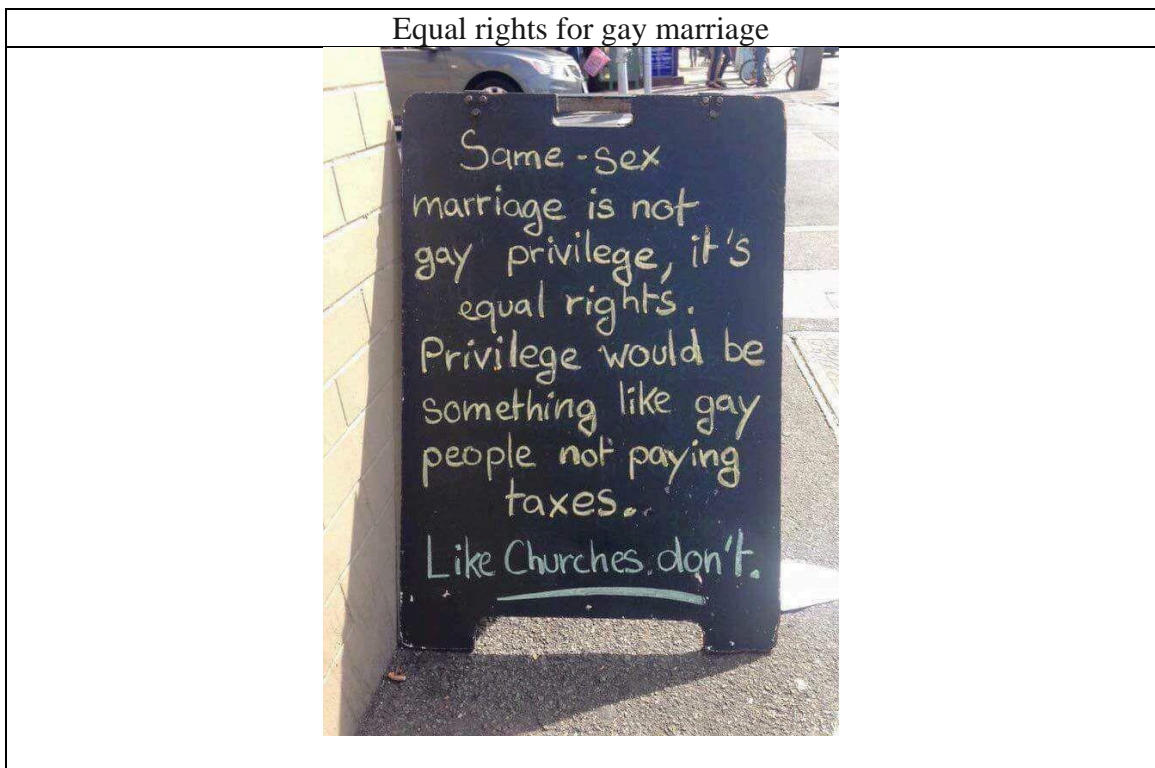 Equal rights for gay marriage
Same-sex
marriage is not
gay privilege, it's
equal rights.
Privilege would be
something like gay
people not paying
taxes..
Like Churches don't.